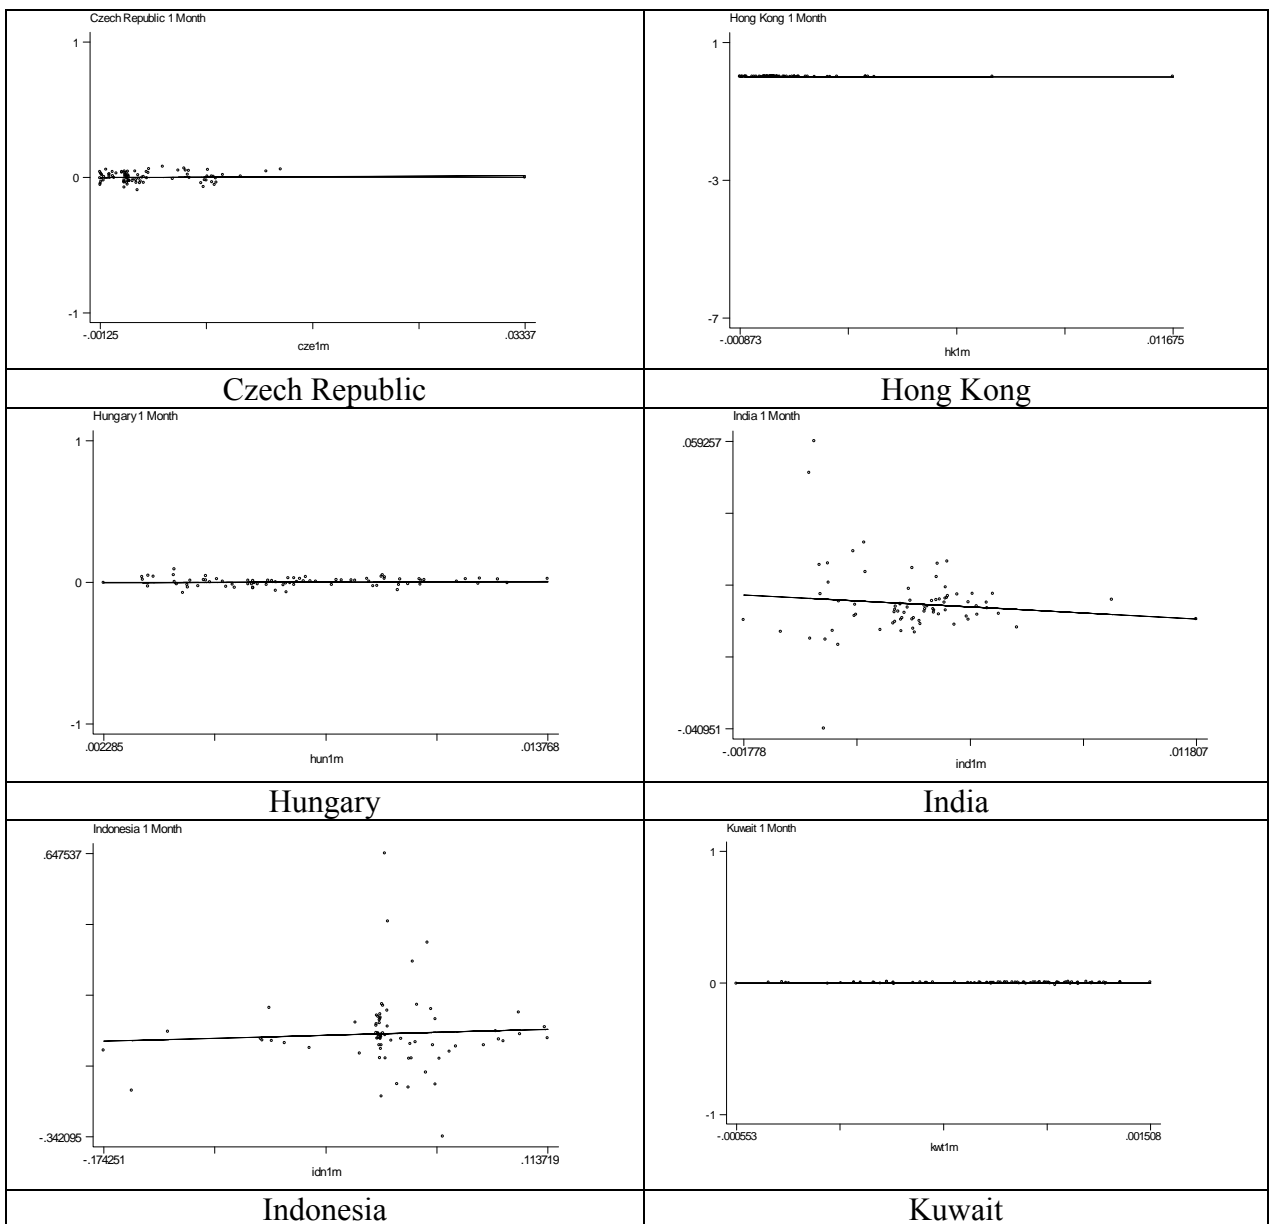 Czech Republic 1 Month
1
0
-1
-.00125
.03337
cze1m
Czech Republic
Hong Kong 1 Month
1
-3
-7
-.000873
.011675
hk1m
Hong Kong
Hungary 1 Month
1
0
-1
.002285
.013768
hun1m
Hungary
India 1 Month
.059257
-.040951
-.001778
.011807
ind1m
India
Indonesia 1 Month
.647537
-.342095
-.174251
.113719
idn1m
Indonesia
Kuwait 1 Month
1
0
-1
-.000553
.001508
kwt1m
Kuwait